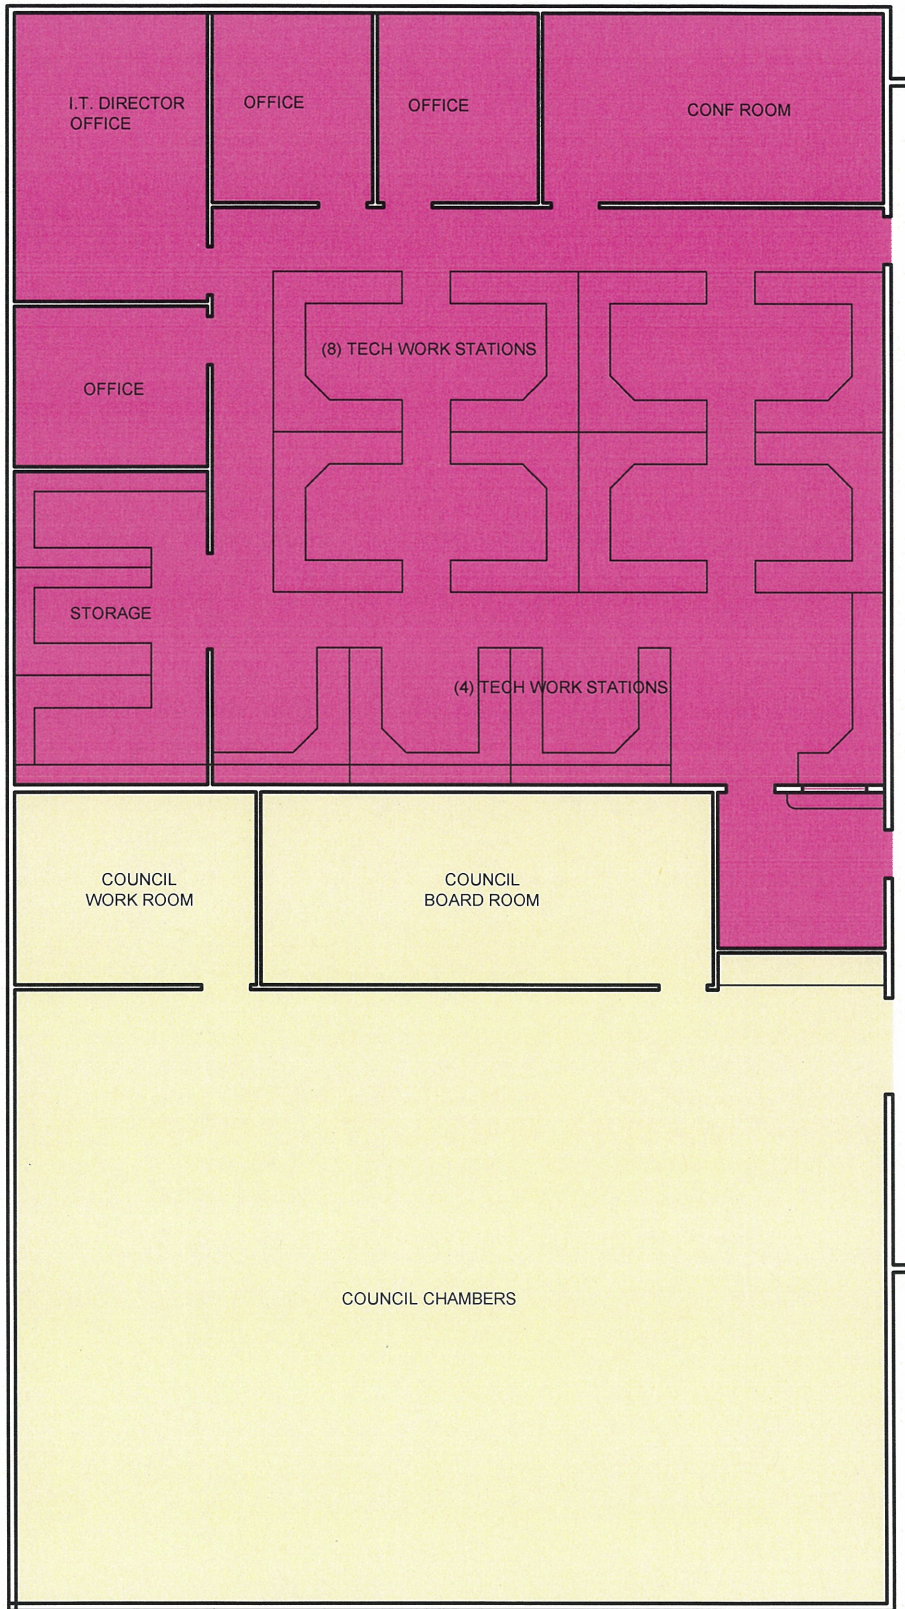 I.T. DIRECTOR
OFFICE
OFFICE
OFFICE
CONF ROOM
(8) TECH WORK STATIONS
OFFICE
STORAGE
(4) TECH WORK STATIONS
COUNCIL
WORK ROOM
COUNCIL
BOARD ROOM
COUNCIL CHAMBERS